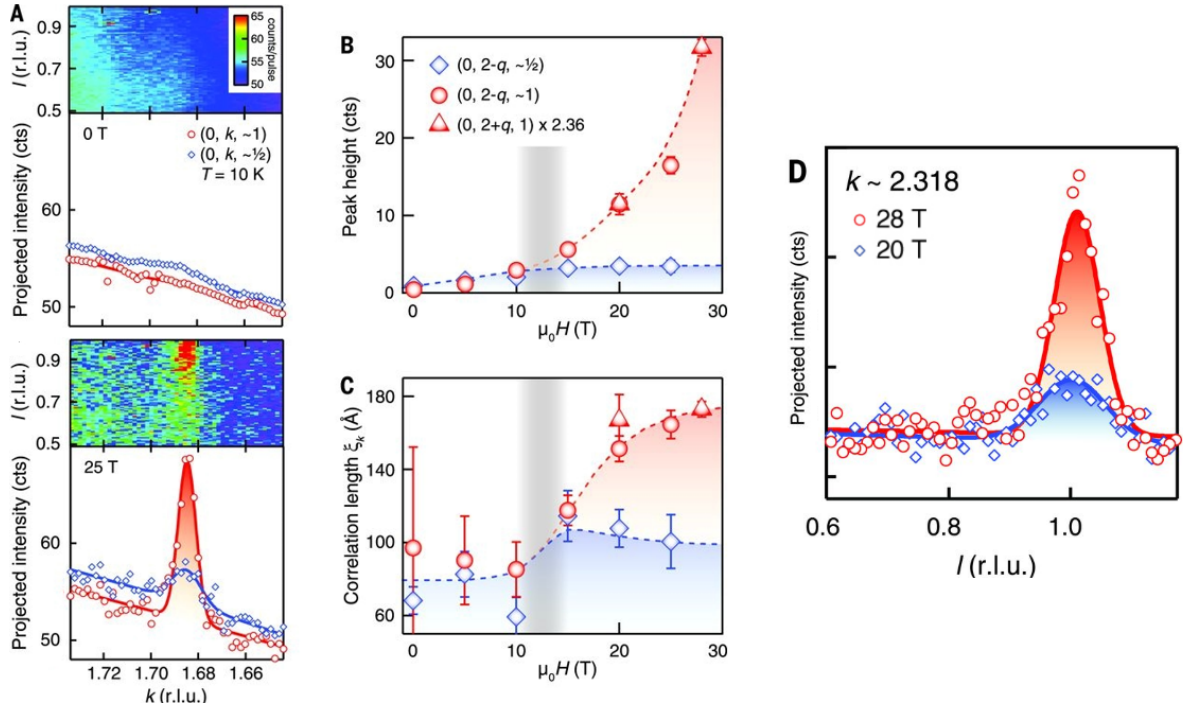 A
l (r.l.u.)
0.9
0.7
0.5
65
60
55
50
counts/pulse
0 T
(0, k, ~1)
(0, k, ~½)
T = 10 K
Projected intensity (cts)
60
50
l (r.l.u.)
0.9
0.7
0.5
25 T
Projected intensity (cts)
60
50
1.72 1.70 1.68 1.66
k (r.l.u.)
B
(0, 2-q, ~½)
(0, 2-q, ~1)
(0, 2+q, 1) x 2.36
Peak height (cts)
30
20
10
0
0 10 20 30
μ₀H (T)
C
Correlation length ξₖ (Å)
180
140
100
60
0 10 20 30
μ₀H (T)
D
k ~ 2.318
28 T
20 T
Projected intensity (cts)
0.6 0.8 1.0
l (r.l.u.)